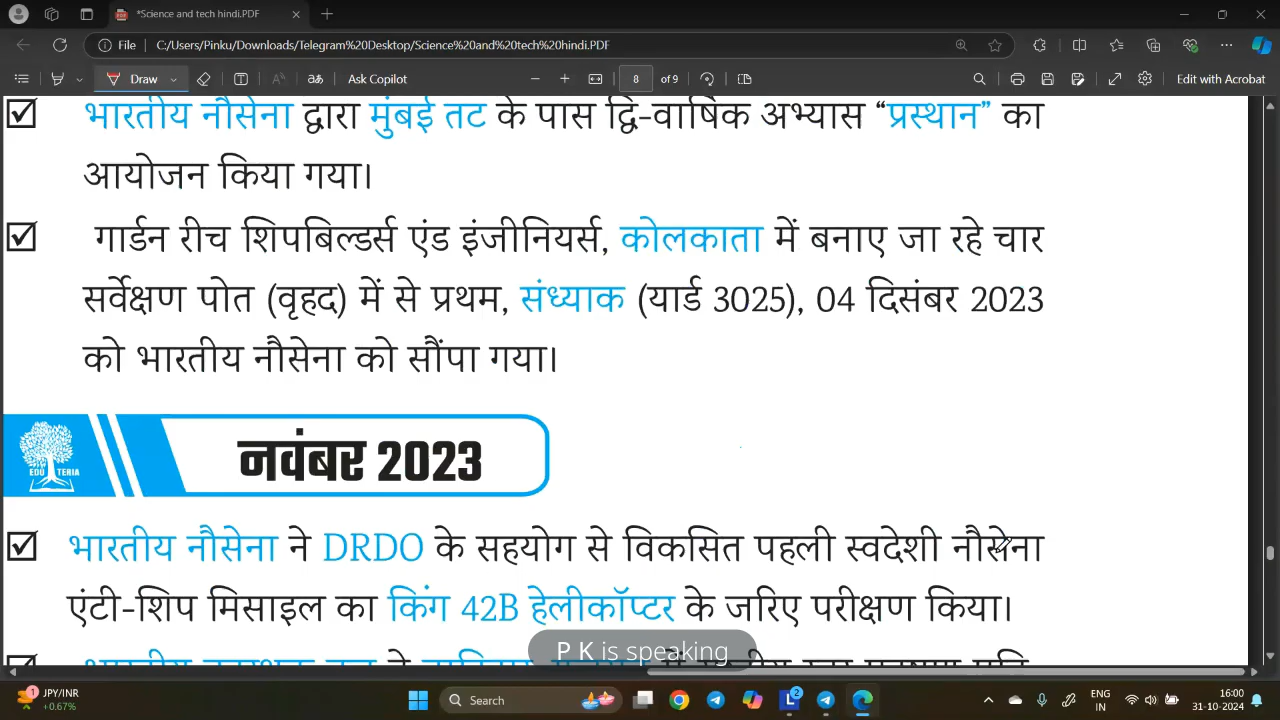 *Science and tech hindi.PDF
File C:/Users/Pinku/Downloads/Telegram%20Desktop/Science%20and%20tech%20hindi.PDF
Draw Ask Copilot 8 of 9 Edit with Acrobat
भारतीय नौसेना द्वारा मुंबई तट के पास द्वि-वार्षिक अभ्यास “प्रस्थान” का
आयोजन किया गया।
गार्डन रीच शिपबिल्डर्स एंड इंजीनियर्स, कोलकाता में बनाए जा रहे चार
सर्वेक्षण पोत (वृहद) में से प्रथम, संध्याक (यार्ड 3025), 04 दिसंबर 2023
को भारतीय नौसेना को सौंपा गया।
EDU TERIA
नवंबर 2023
भारतीय नौसेना ने DRDO के सहयोग से विकसित पहली स्वदेशी नौसेना
एंटी-शिप मिसाइल का किंग 42B हेलीकॉप्टर के जरिए परीक्षण किया।
P K is speaking
JPY/INR
+0.67%
Search
ENG
IN
16:00
31-10-2024